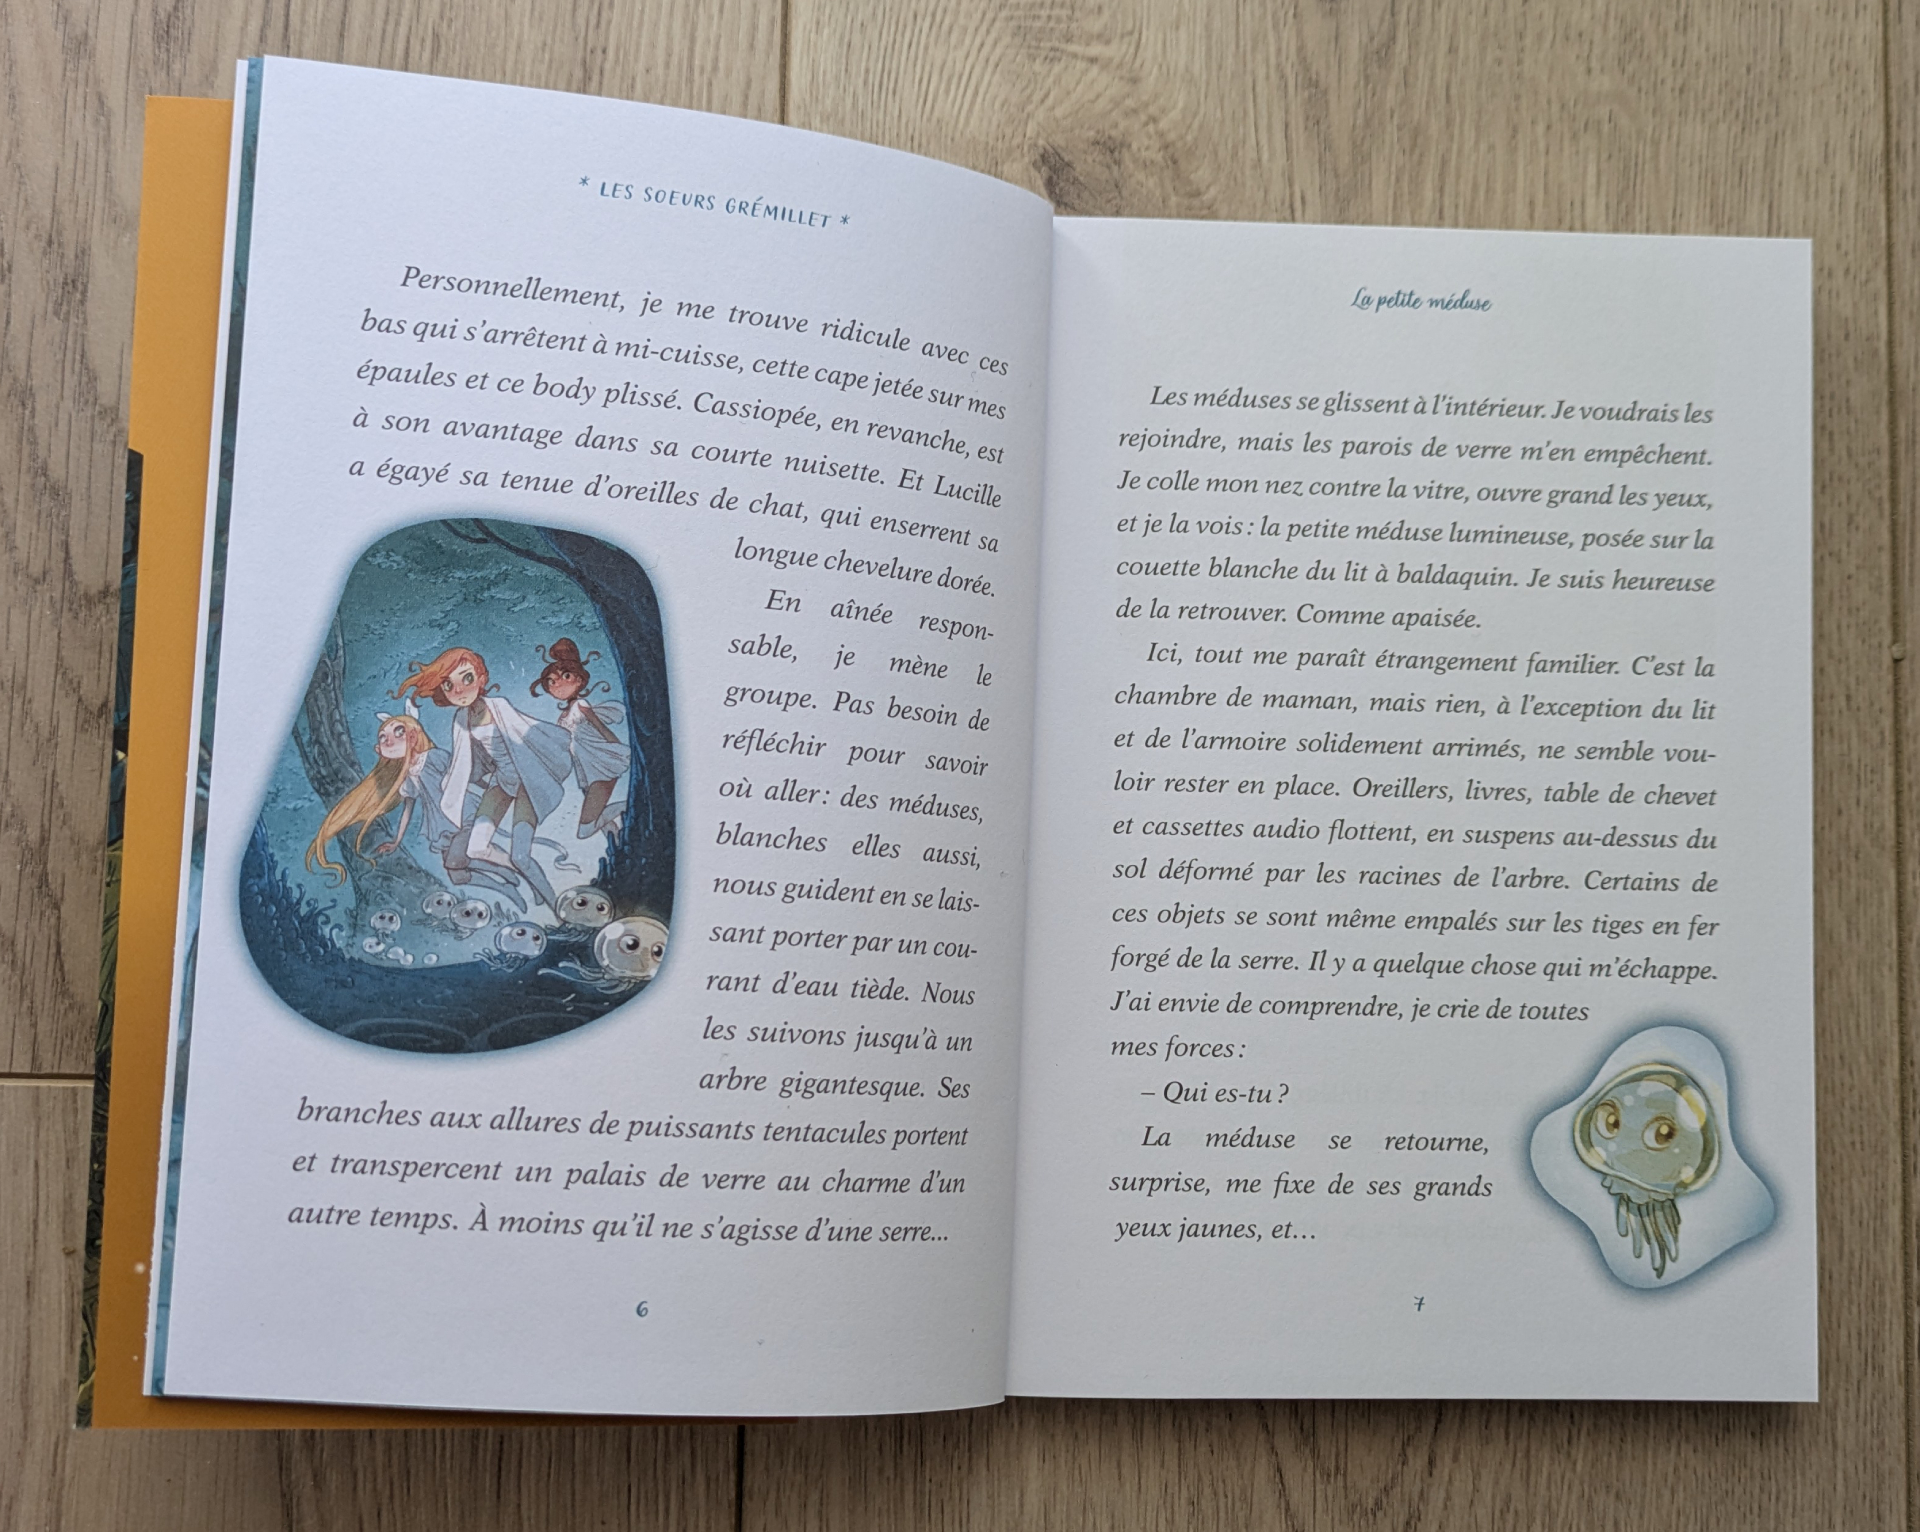 * LES SOEURS GRÉMILLET *
Personnellement, je me trouve ridicule avec ces
bas qui s'arrêtent à mi-cuisse, cette cape jetée sur mes
épaules et ce body plissé. Cassiopée, en revanche, est
à son avantage dans sa courte nuisette. Et Lucille
a égayé sa tenue d'oreilles de chat, qui enserrent sa
longue chevelure dorée.
En aînée respon-
sable, je mène le
groupe. Pas besoin de
réfléchir pour savoir
où aller : des méduses,
blanches elles aussi,
nous guident en se lais-
sant porter par un cou-
rant d'eau tiède. Nous
les suivons jusqu'à un
arbre gigantesque. Ses
branches aux allures de puissants tentacules portent
et transpercent un palais de verre au charme d'un
autre temps. À moins qu'il ne s'agisse d'une serre...
6
La petite méduse
Les méduses se glissent à l'intérieur. Je voudrais les
rejoindre, mais les parois de verre m'en empêchent.
Je colle mon nez contre la vitre, ouvre grand les yeux,
et je la vois : la petite méduse lumineuse, posée sur la
couette blanche du lit à baldaquin. Je suis heureuse
de la retrouver. Comme apaisée.
Ici, tout me paraît étrangement familier. C'est la
chambre de maman, mais rien, à l'exception du lit
et de l'armoire solidement arrimés, ne semble vou-
loir rester en place. Oreillers, livres, table de chevet
et cassettes audio flottent, en suspens au-dessus du
sol déformé par les racines de l'arbre. Certains de
ces objets se sont même empalés sur les tiges en fer
forgé de la serre. Il y a quelque chose qui m'échappe.
J'ai envie de comprendre, je crie de toutes
mes forces :
– Qui es-tu ?
La méduse se retourne,
surprise, me fixe de ses grands
yeux jaunes, et...
7